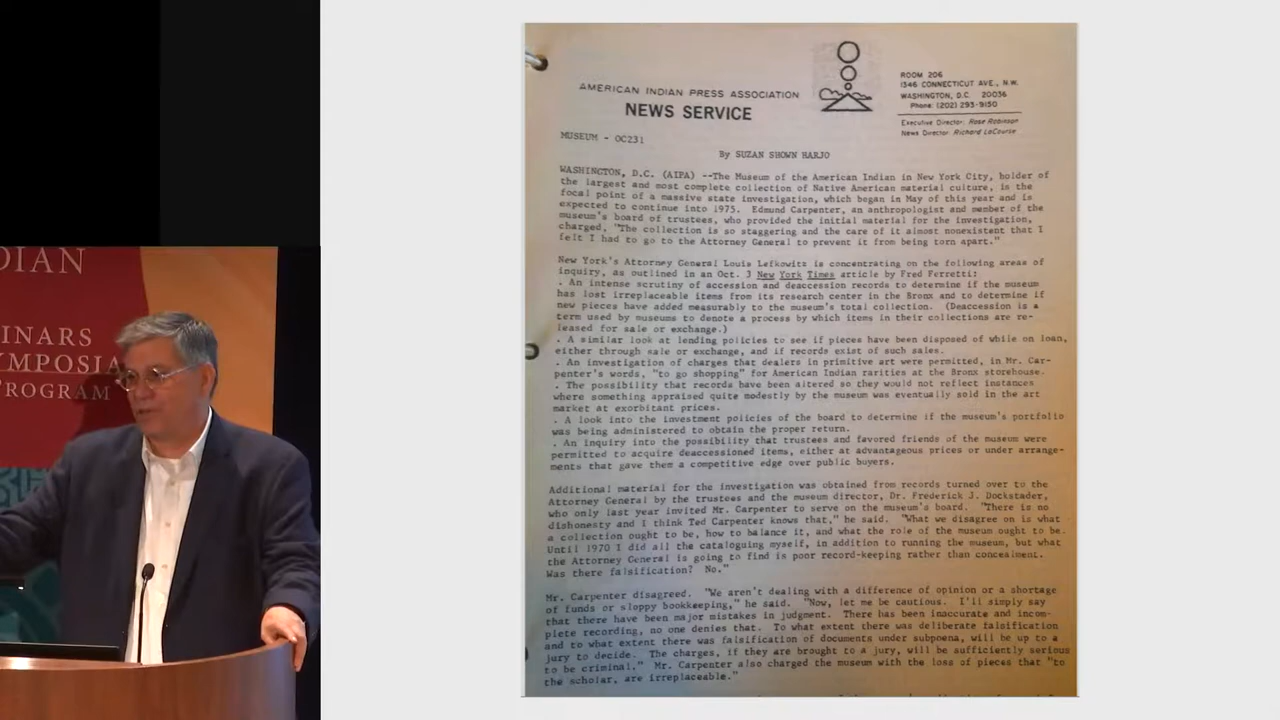 DIAN
INARS
YMPOSIA
ROGRAM
AMERICAN INDIAN PRESS ASSOCIATION
NEWS SERVICE
ROOM 206
1346 CONNECTICUT AVE., N.W.
WASHINGTON, D.C. 20036
Phone: (202) 293-9150
Executive Director: Rose Robinson
News Director: Richard LaCourse
MUSEUM - OC231
By SUZAN SHOWN HARJO
WASHINGTON, D.C. (AIPA) --The Museum of the American Indian in New York City, holder of
the largest and most complete collection of Native American material culture, is the
focal point of a massive state investigation, which began in May of this year and is
expected to continue into 1975. Edmund Carpenter, an anthropologist and member of the
museum's board of trustees, who provided the initial material for the investigation,
charged, "The collection is so staggering and the care of it almost nonexistent that I
felt I had to go to the Attorney General to prevent it from being torn apart."
New York's Attorney General Louis Lefkowitz is concentrating on the following areas of
inquiry, as outlined in an Oct. 3 New York Times article by Fred Ferretti:
. An intense scrutiny of accession and deaccession records to determine if the museum
has lost irreplaceable items from its research center in the Bronx and to determine if
new pieces have added measurably to the museum's total collection. (Deaccession is a
term used by museums to denote a process by which items in their collections are re-
leased for sale or exchange.)
. A similar look at lending policies to see if pieces have been disposed of while on loan,
either through sale or exchange, and if records exist of such sales.
. An investigation of charges that dealers in primitive art were permitted, in Mr. Car-
penter's words, "to go shopping" for American Indian rarities at the Bronx storehouse.
. The possibility that records have been altered so they would not reflect instances
where something appraised quite modestly by the museum was eventually sold in the art
market at exorbitant prices.
. A look into the investment policies of the board to determine if the museum's portfolio
was being administered to obtain the proper return.
. An inquiry into the possibility that trustees and favored friends of the museum were
permitted to acquire deaccessioned items, either at advantageous prices or under arrange-
ments that gave them a competitive edge over public buyers.
Additional material for the investigation was obtained from records turned over to the
Attorney General by the trustees and the museum director, Dr. Frederick J. Dockstader,
who only last year invited Mr. Carpenter to serve on the museum's board. "There is no
dishonesty and I think Ted Carpenter knows that," he said. "What we disagree on is what
a collection ought to be, how to balance it, and what the role of the museum ought to be.
Until 1970 I did all the cataloguing myself, in addition to running the museum, but what
the Attorney General is going to find is poor record-keeping rather than concealment.
Was there falsification? No."
Mr. Carpenter disagreed. "We aren't dealing with a difference of opinion or a shortage
of funds or sloppy bookkeeping," he said. "Now, let me be cautious. I'll simply say
that there have been major mistakes in judgment. There has been inaccurate and incom-
plete recording, no one denies that. To what extent there was deliberate falsification
and to what extent there was falsification of documents under subpoena, will be up to a
jury to decide. The charges, if they are brought to a jury, will be sufficiently serious
to be criminal." Mr. Carpenter also charged the museum with the loss of pieces that "to
the scholar, are irreplaceable."